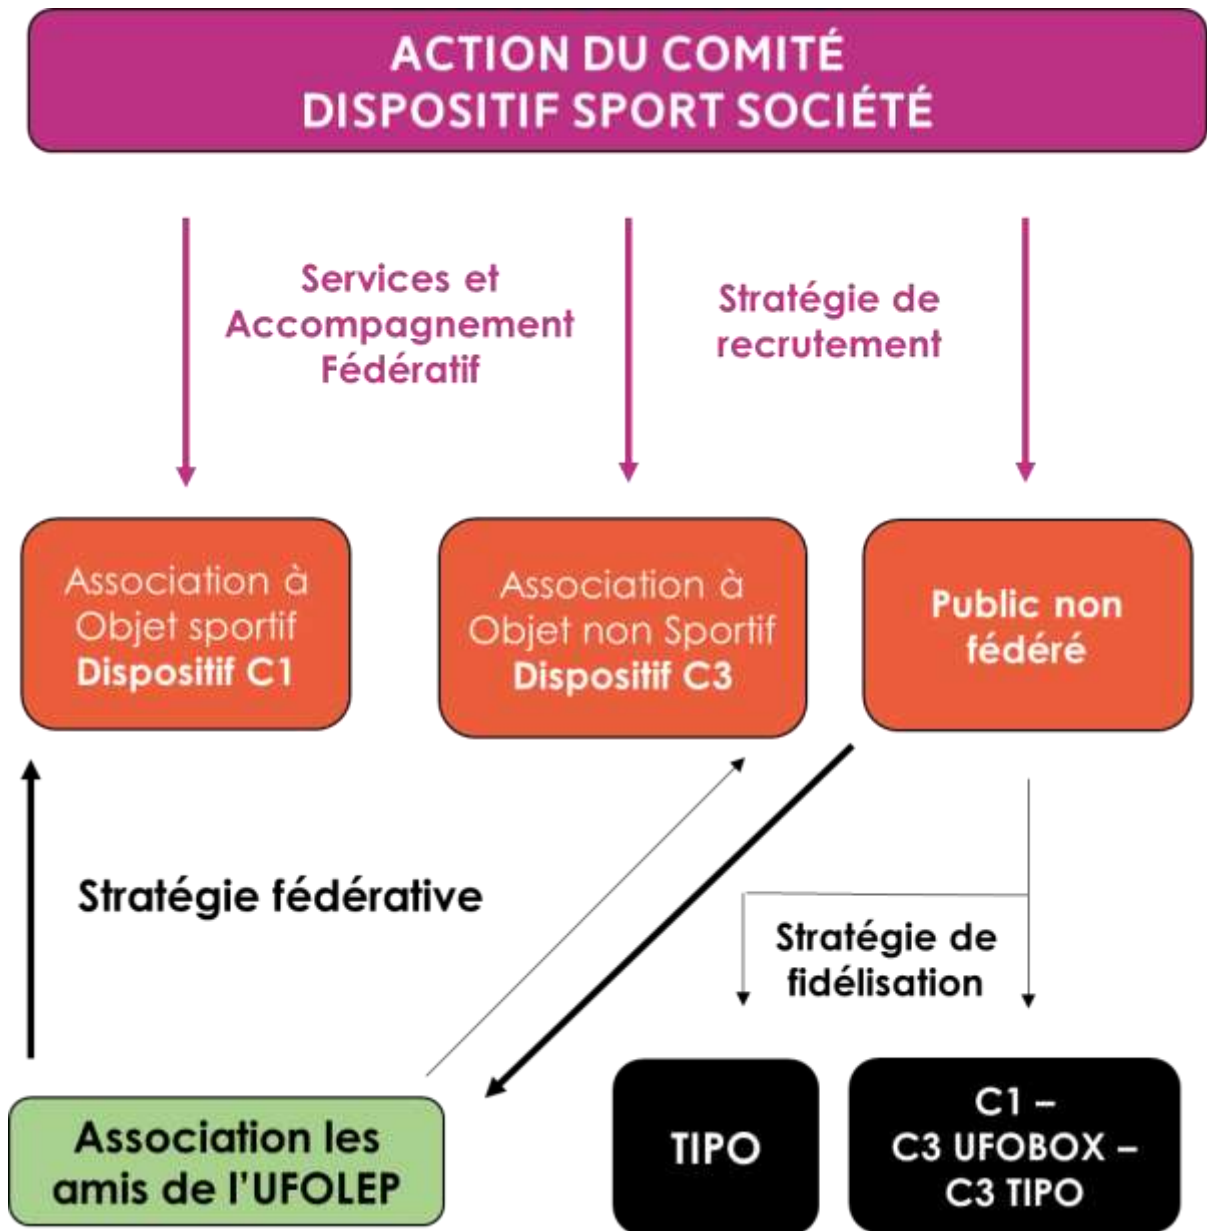 ACTION DU COMITÉ
DISPOSITIF SPORT SOCIÉTÉ
Services et
Accompagnement
Fédératif
Stratégie de
recrutement
Association à
Objet sportif
Dispositif C1
Association à
Objet non Sportif
Dispositif C3
Public non
fédéré
Stratégie fédérative
Stratégie de
fidélisation
Association les
amis de l'UFOLEP
TIPO
C1 –
C3 UFOBOX –
C3 TIPO